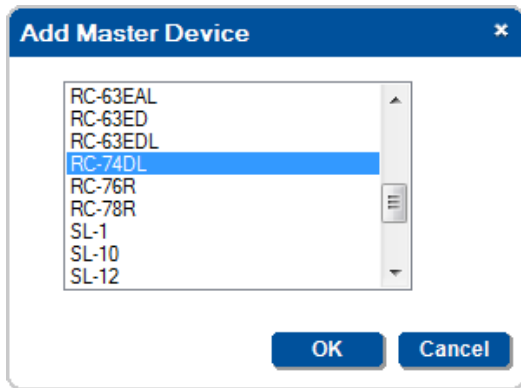 Add Master Device
RC-63EAL
RC-63ED
RC-63EDL
RC-74DL
RC-76R
RC-78R
SL-1
SL-10
SL-12
OK Cancel